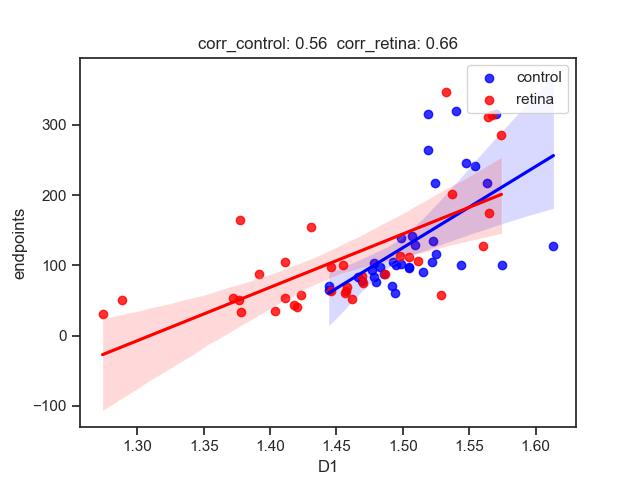 corr_control: 0.56  corr_retina: 0.66
control
retina
endpoints
300
200
100
0
−100
1.30 1.35 1.40 1.45 1.50 1.55 1.60
D1